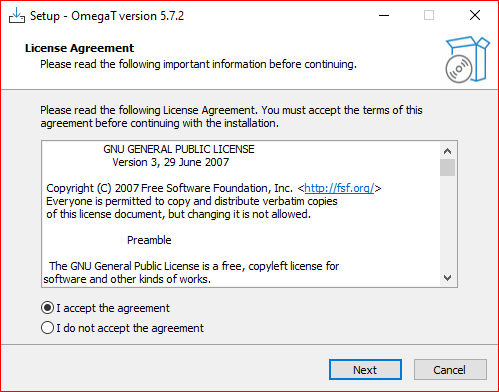 Setup - OmegaT version 5.7.2
License Agreement
Please read the following important information before continuing.
Please read the following License Agreement. You must accept the terms of this
agreement before continuing with the installation.
GNU GENERAL PUBLIC LICENSE
Version 3, 29 June 2007
Copyright (C) 2007 Free Software Foundation, Inc. <http://fsf.org/>
Everyone is permitted to copy and distribute verbatim copies
of this license document, but changing it is not allowed.
Preamble
The GNU General Public License is a free, copyleft license for
software and other kinds of works.
I accept the agreement
I do not accept the agreement
Next
Cancel